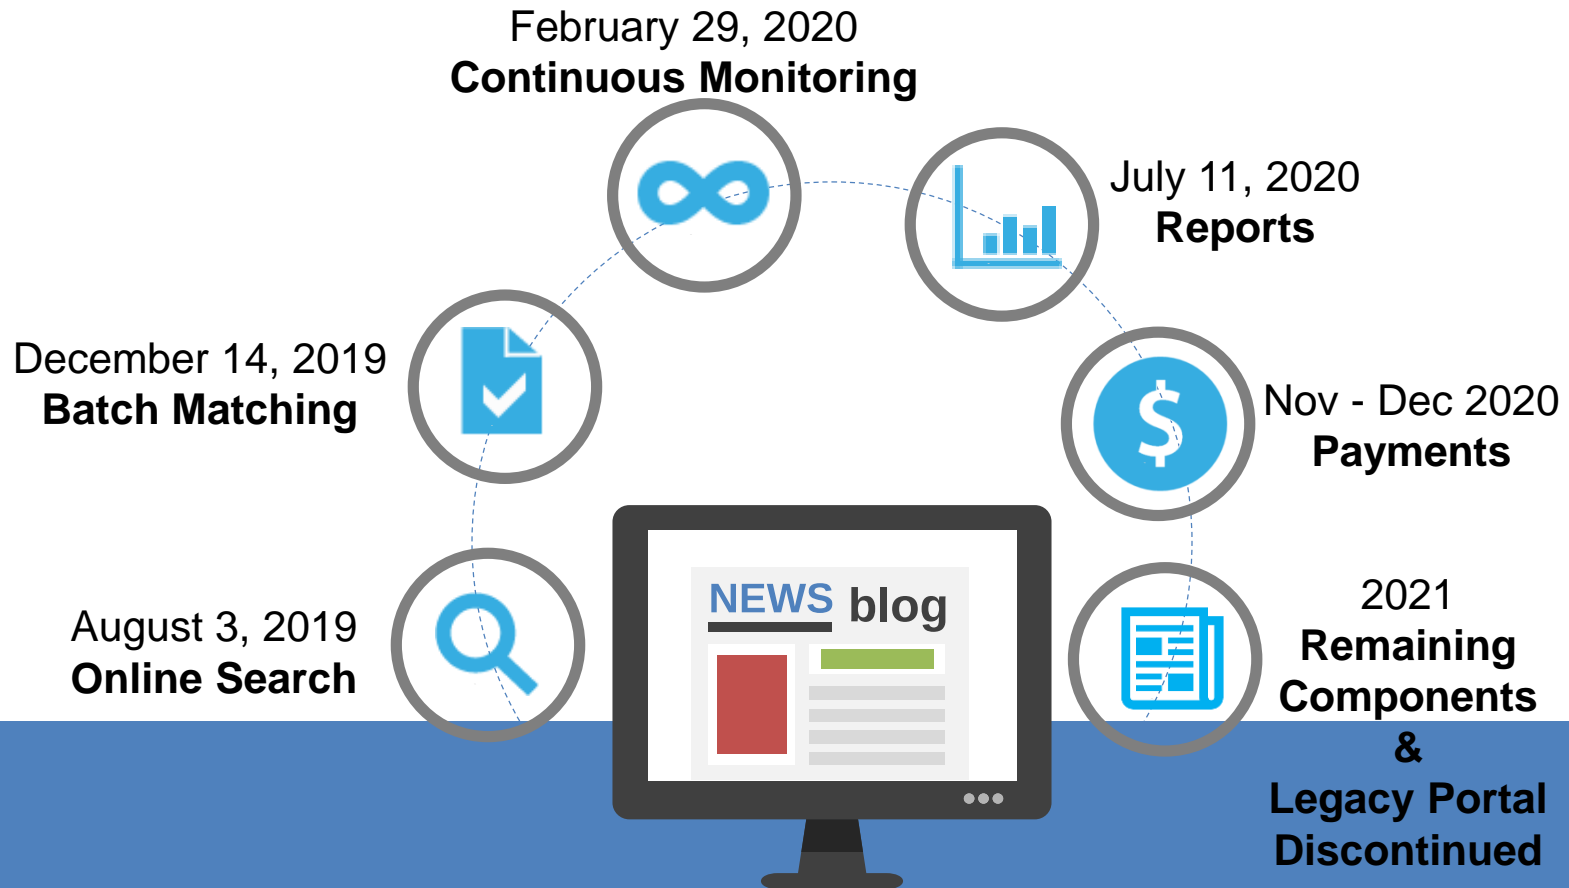 February 29, 2020
Continuous Monitoring
July 11, 2020
Reports
December 14, 2019
Batch Matching
Nov - Dec 2020
Payments
August 3, 2019
Online Search
NEWS blog
2021
Remaining
Components
&
Legacy Portal
Discontinued
$